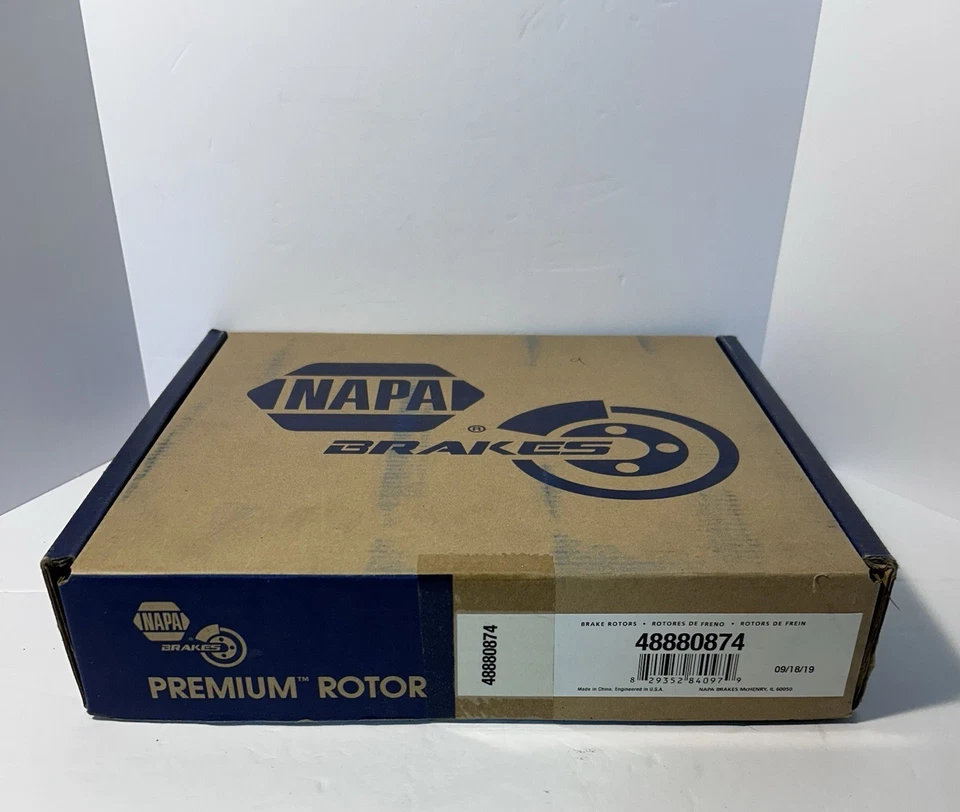 NAPA
®
BRAKES
NAPA
®
BRAKES
PREMIUM™ ROTOR
48880874
BRAKE ROTORS • ROTORES DE FRENO • ROTORS DE FREIN
48880874
8 29352 84097 9
09/18/19
Made in China. Engineered in U.S.A. NAPA BRAKES McHENRY, IL 60050